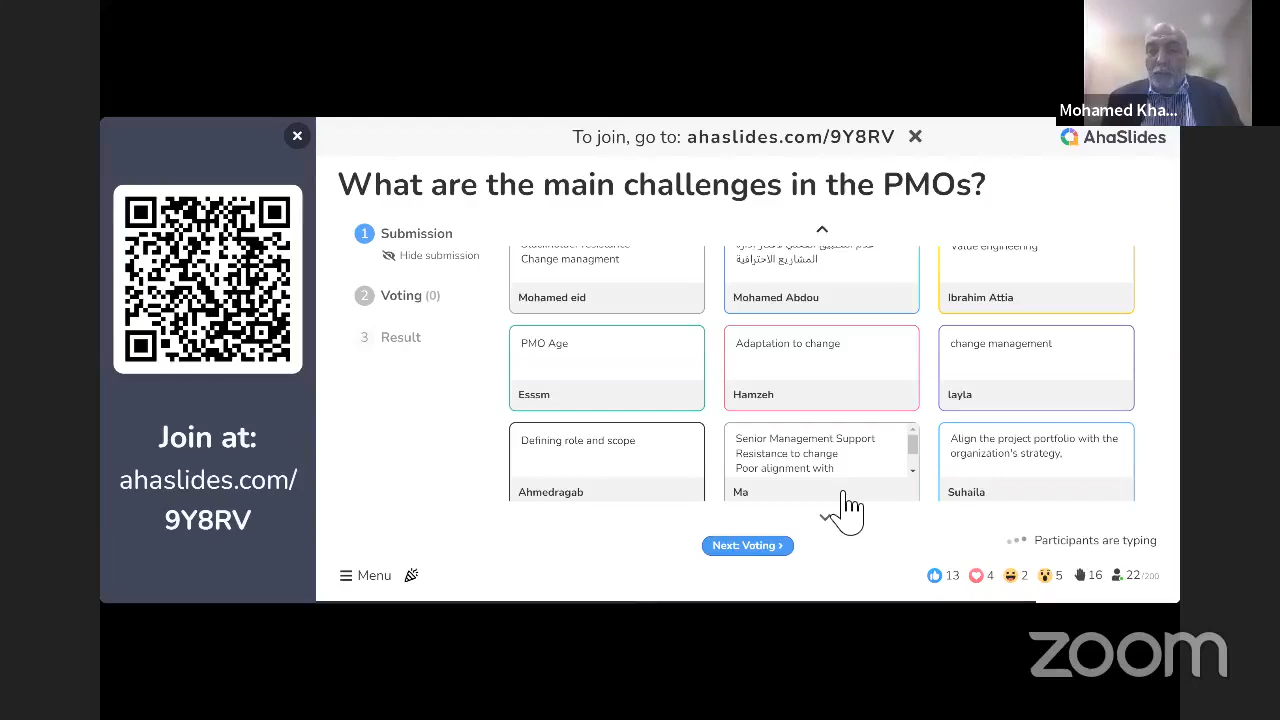 Mohamed Kha...
To join, go to: ahaslides.com/9Y8RV
AhaSlides
What are the main challenges in the PMOs?
1 Submission
Hide submission
2 Voting (0)
3 Result
Change managment
Mohamed eid
المشاريع الاحترافية
Mohamed Abdou
Value engineering
Ibrahim Attia
PMO Age
Esssm
Adaptation to change
Hamzeh
change management
layla
Defining role and scope
Ahmedragab
Senior Management Support
Resistance to change
Poor alignment with
Ma
Align the project portfolio with the
organization's strategy,
Suhaila
Join at:
ahaslides.com/
9Y8RV
Next: Voting
Participants are typing
Menu
13 4 2 5 16 22/200
zoom